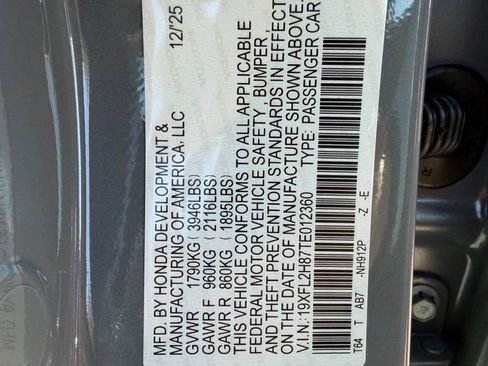 MFD. BY HONDA DEVELOPMENT & 12/'25
MANUFACTURING OF AMERICA, LLC
GVWR 1790KG (3946LBS)
GAWR F 960KG (2116LBS)
GAWR R 860KG (1895LBS)
THIS VEHICLE CONFORMS TO ALL APPLICABLE
FEDERAL MOTOR VEHICLE SAFETY, BUMPER,
AND THEFT PREVENTION STANDARDS IN EFFECT
ON THE DATE OF MANUFACTURE SHOWN ABOVE.
V.I.N.:19XFL2H87TE012360 TYPE: PASSENGER CAR
T64 T AB7 -NH912P -Z -E